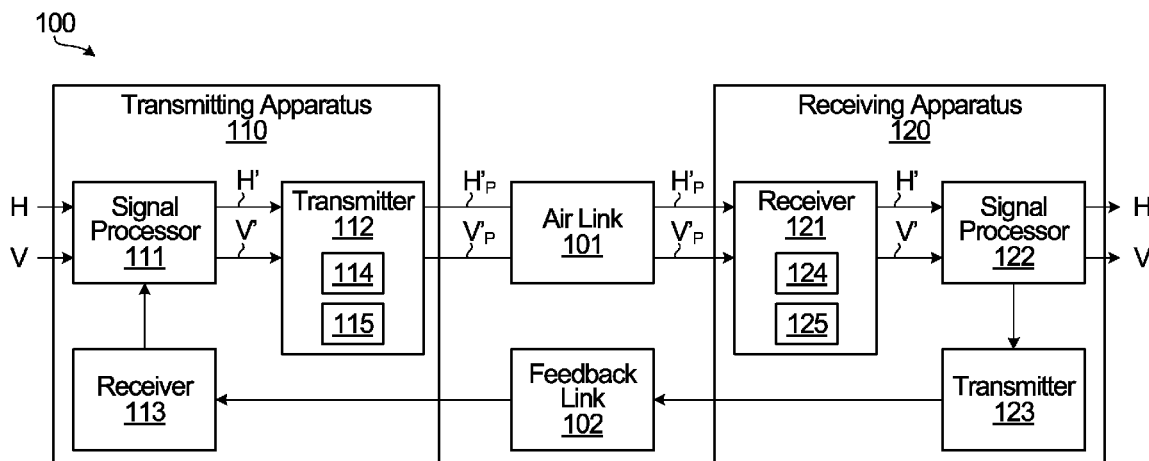 100
Transmitting Apparatus
110
Receiving Apparatus
120
H
V
Signal
Processor
111
H'
V'
Transmitter
112
114
115
H'P
V'P
Air Link
101
H'P
V'P
Receiver
121
124
125
H'
V'
Signal
Processor
122
H
V
Receiver
113
Feedback
Link
102
Transmitter
123